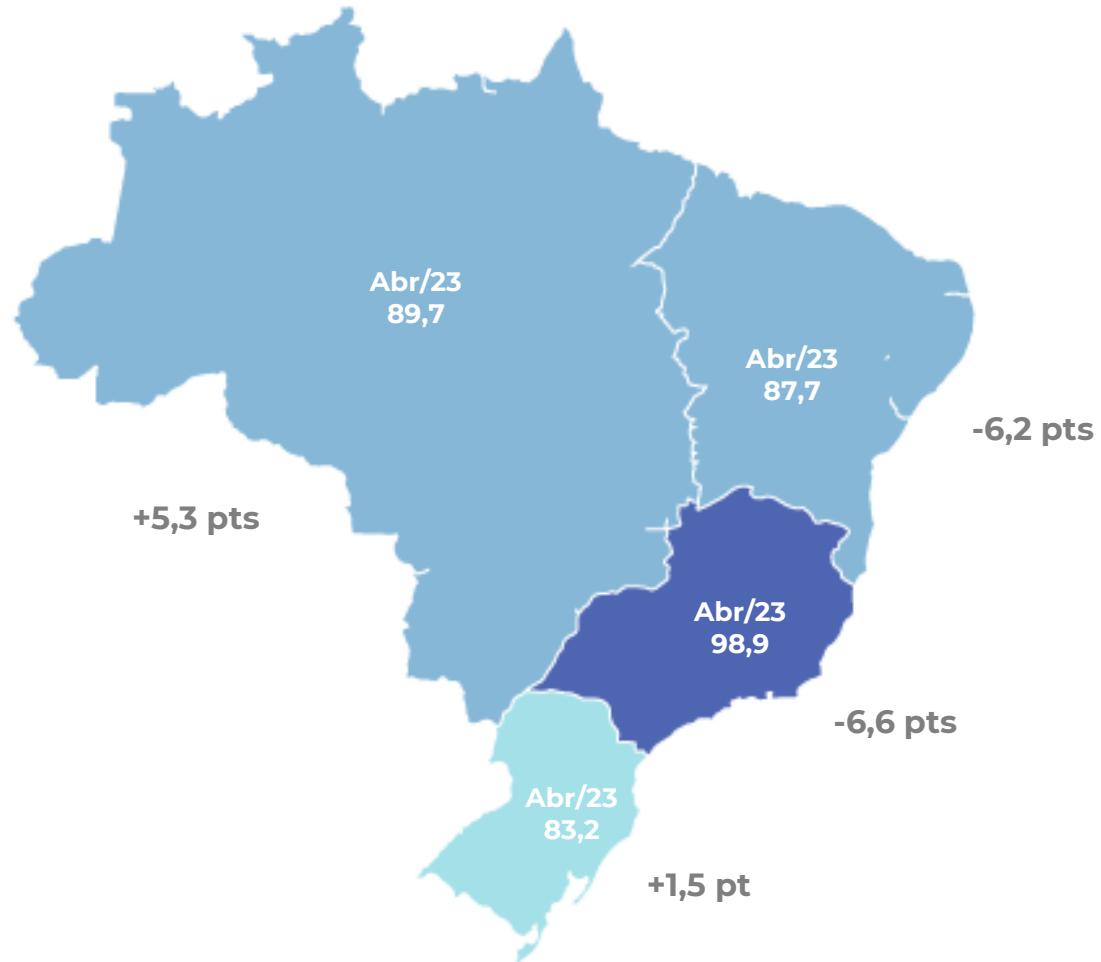 Abr/23
89,7
Abr/23
87,7
-6,2 pts
+5,3 pts
Abr/23
98,9
-6,6 pts
Abr/23
83,2
+1,5 pt